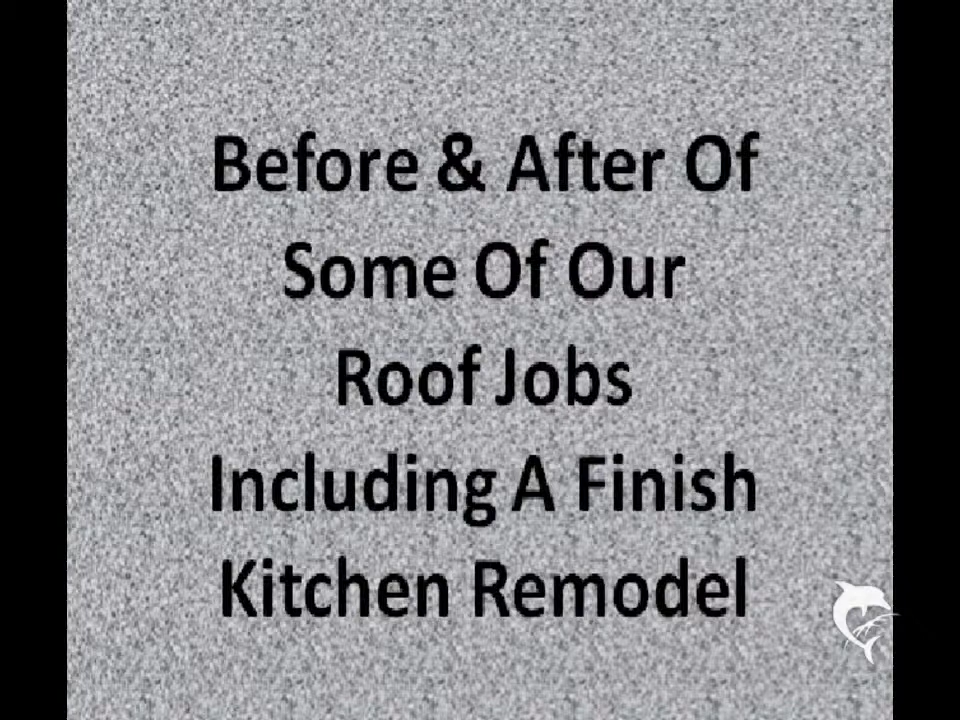 Before & After Of
Some Of Our
Roof Jobs
Including A Finish
Kitchen Remodel